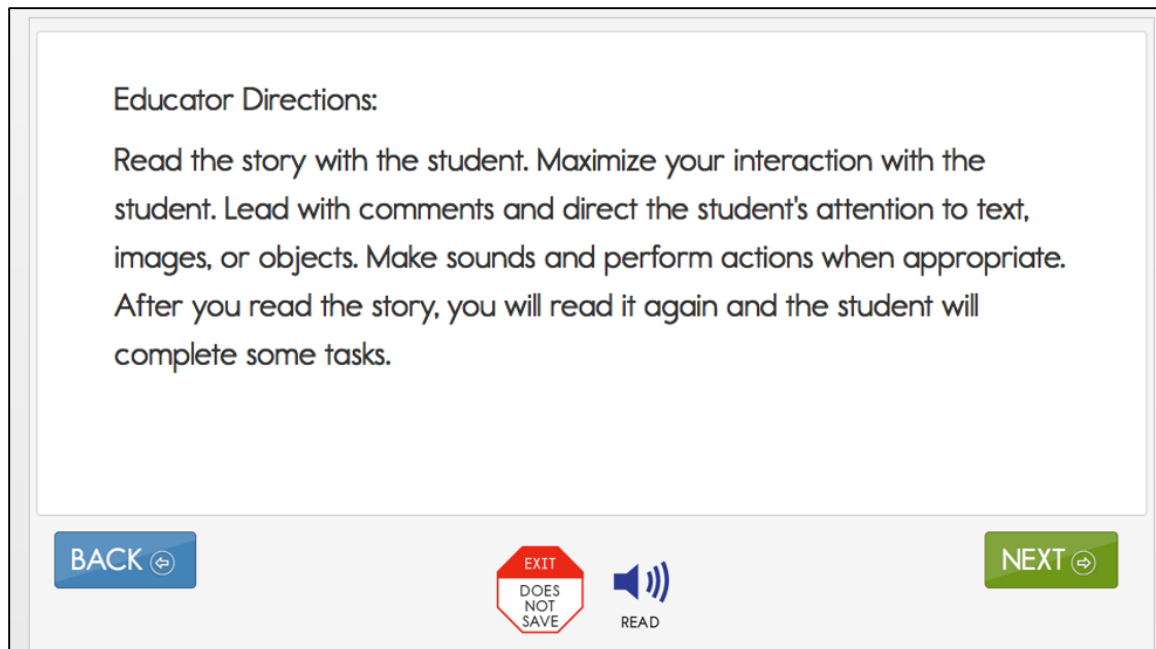 Educator Directions:
Read the story with the student. Maximize your interaction with the
student. Lead with comments and direct the student's attention to text,
images, or objects. Make sounds and perform actions when appropriate.
After you read the story, you will read it again and the student will
complete some tasks.
BACK
EXIT
DOES
NOT
SAVE
READ
NEXT